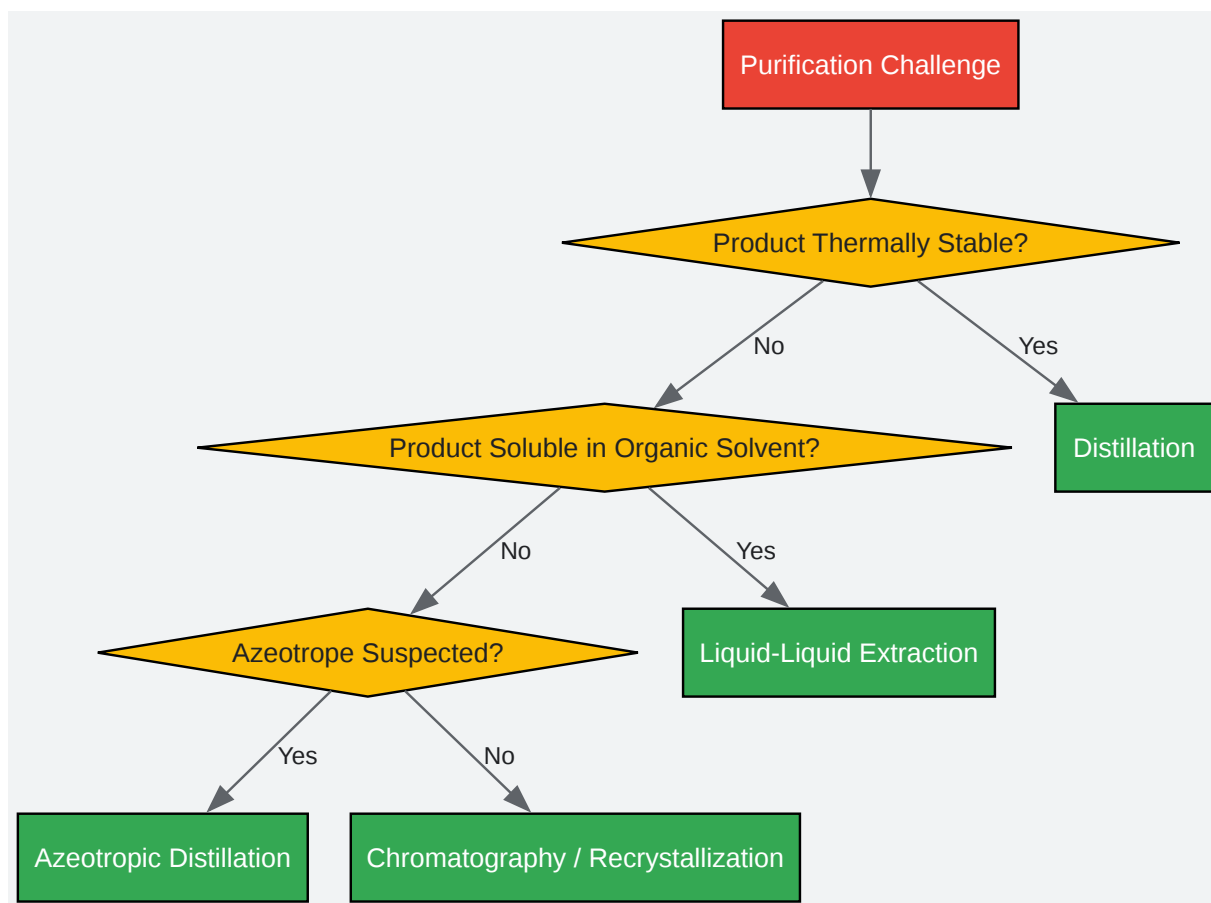 Purification Challenge
Product Thermally Stable?
No
Yes
Product Soluble in Organic Solvent?
Distillation
No
Yes
Azeotrope Suspected?
Liquid-Liquid Extraction
Yes
No
Azeotropic Distillation
Chromatography / Recrystallization